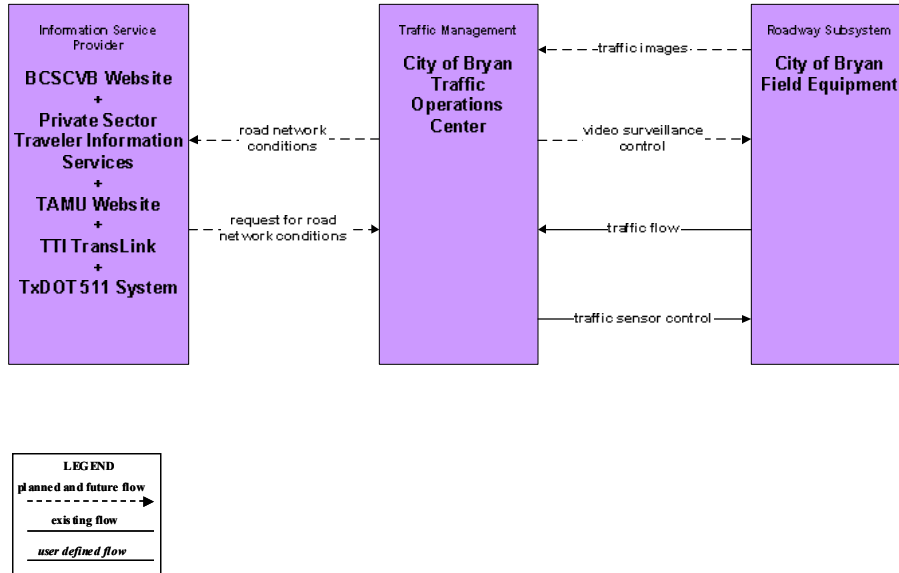 Information Service
Provider
BCSCVB Website
+
Private Sector
Traveler Information
Services
+
TAMU Website
+
TTI TransLink
+
TxDOT 511 System
road network
conditions
request for road
network conditions
Traffic Management
City of Bryan
Traffic
Operations
Center
traffic images
video surveillance
control
traffic flow
traffic sensor control
Roadway Subsystem
City of Bryan
Field Equipment
LEGEND
planned and future flow
existing flow
user defined flow